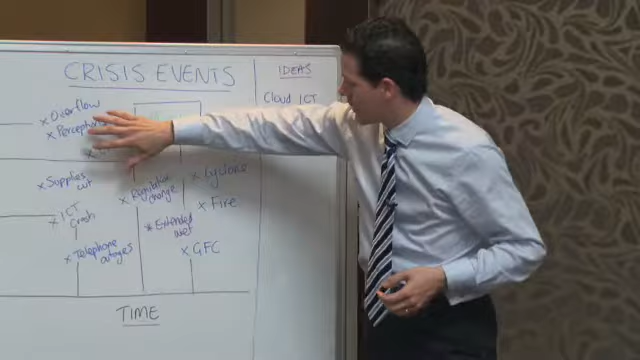 CRISIS EVENTS
IDEAS
Cloud ICT
x Overflow
x Perception
x Supplies
cut
x Regulation
change
x Cyclone
x Fire
x ICT
Crash
x Extended
x Telephone
outages
x GFC
TIME